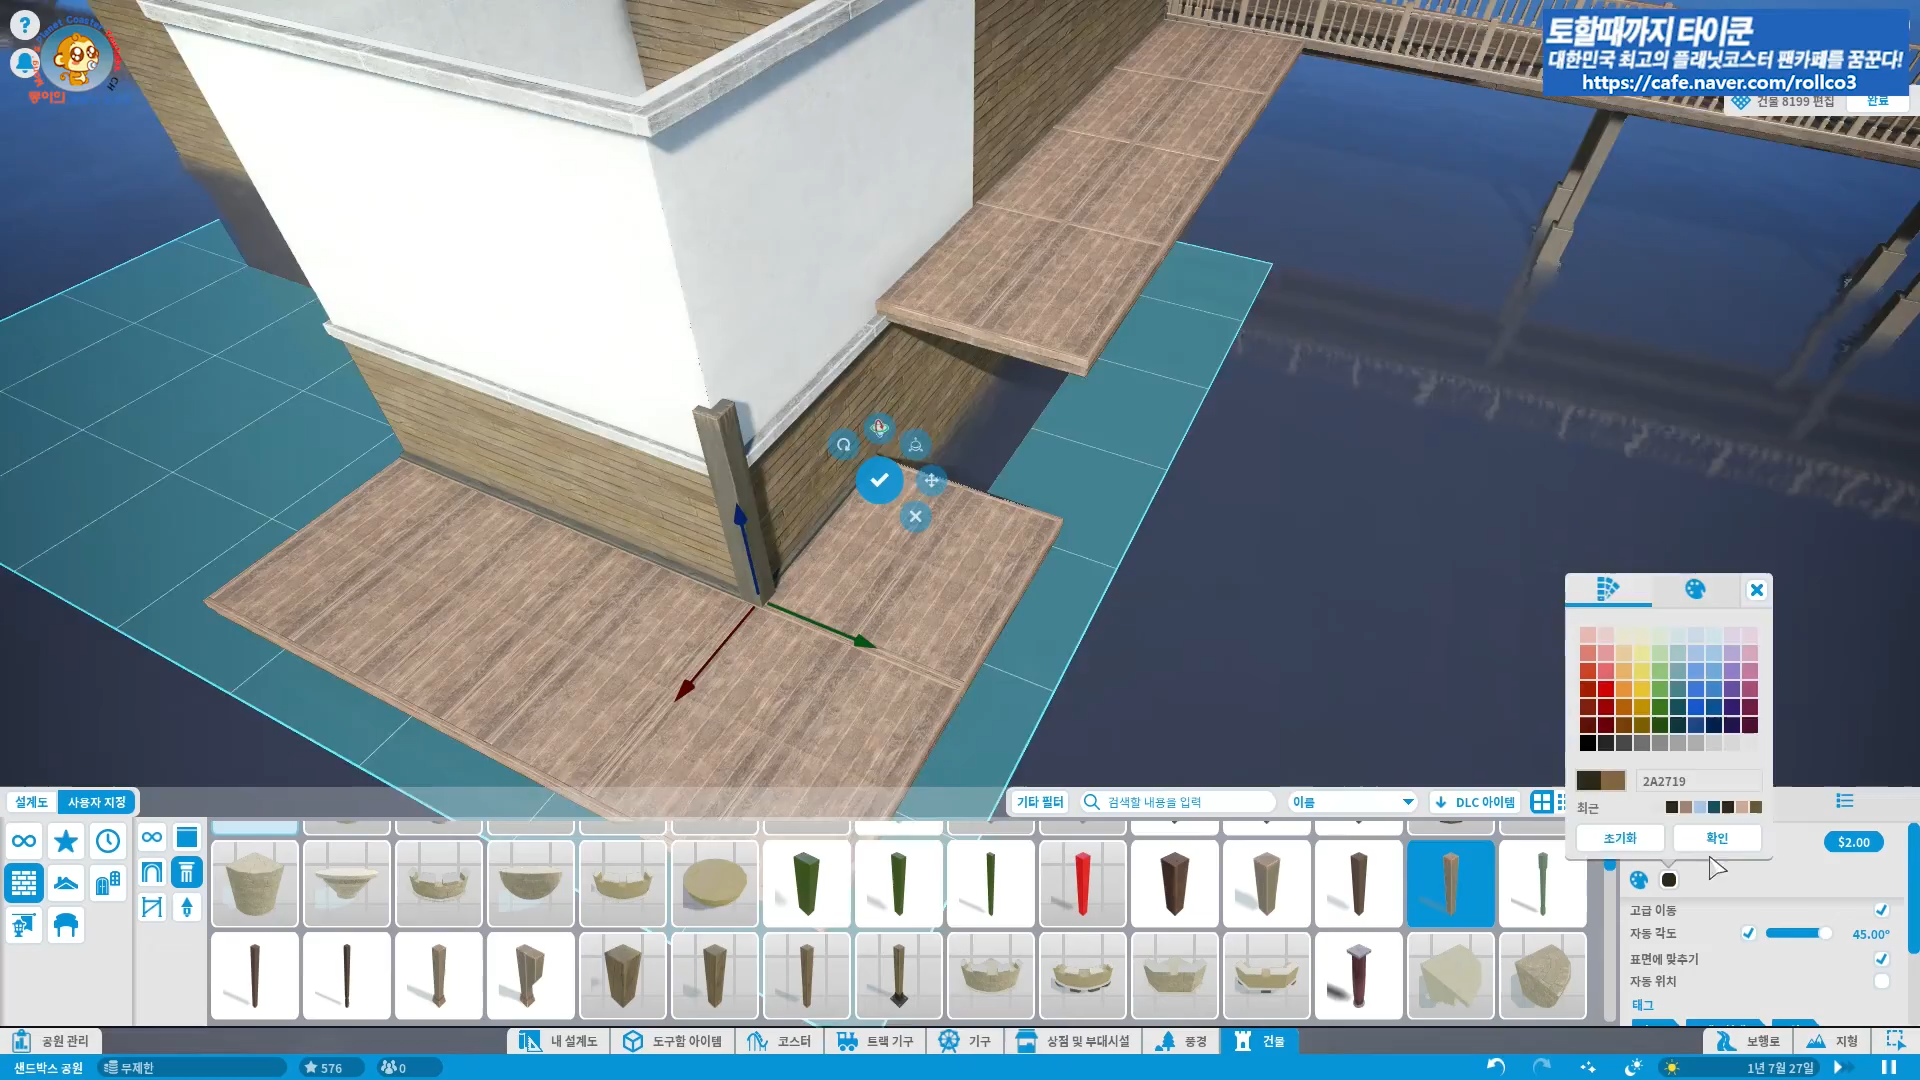 토할때까지 타이쿤
대한민국 최고의 플래닛코스터 팬카페를 꿈꾼다!
https://cafe.naver.com/rollco3
?
건물 8199 편집
완료
2A2719
최근
초기화
확인
설계도
사용자 지정
기타 필터
검색할 내용을 입력
이름
DLC 아이템
$2.00
고급 이동
자동 각도
45.00°
표면에 맞추기
자동 위치
태그
공원 관리
내 설계도
도구함 아이템
코스터
트랙 기구
기구
상점 및 부대시설
풍경
건물
보행로
지형
샌드박스 공원
무제한
576
0
1년 7월 27일